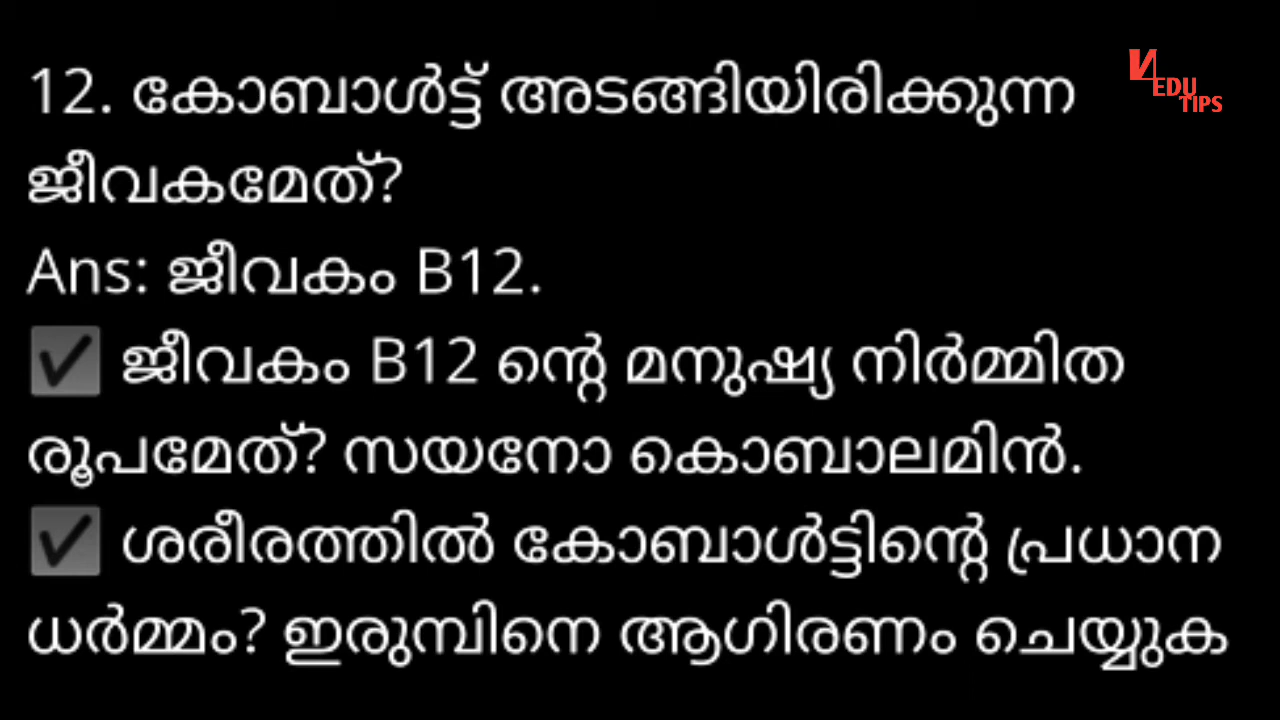 12. കോബാൾട്ട് അടങ്ങിയിരിക്കുന്ന
ജീവകമേത്?
Ans: ജീവകം B12.
✔ ജീവകം B12 ന്റെ മനുഷ്യ നിർമ്മിത
രൂപമേത്? സയനോ കൊബാലമിൻ.
✔ ശരീരത്തിൽ കോബാൾട്ടിന്റെ പ്രധാന
ധർമ്മം? ഇരുമ്പിനെ ആഗിരണം ചെയ്യുക
EDU
TIPS